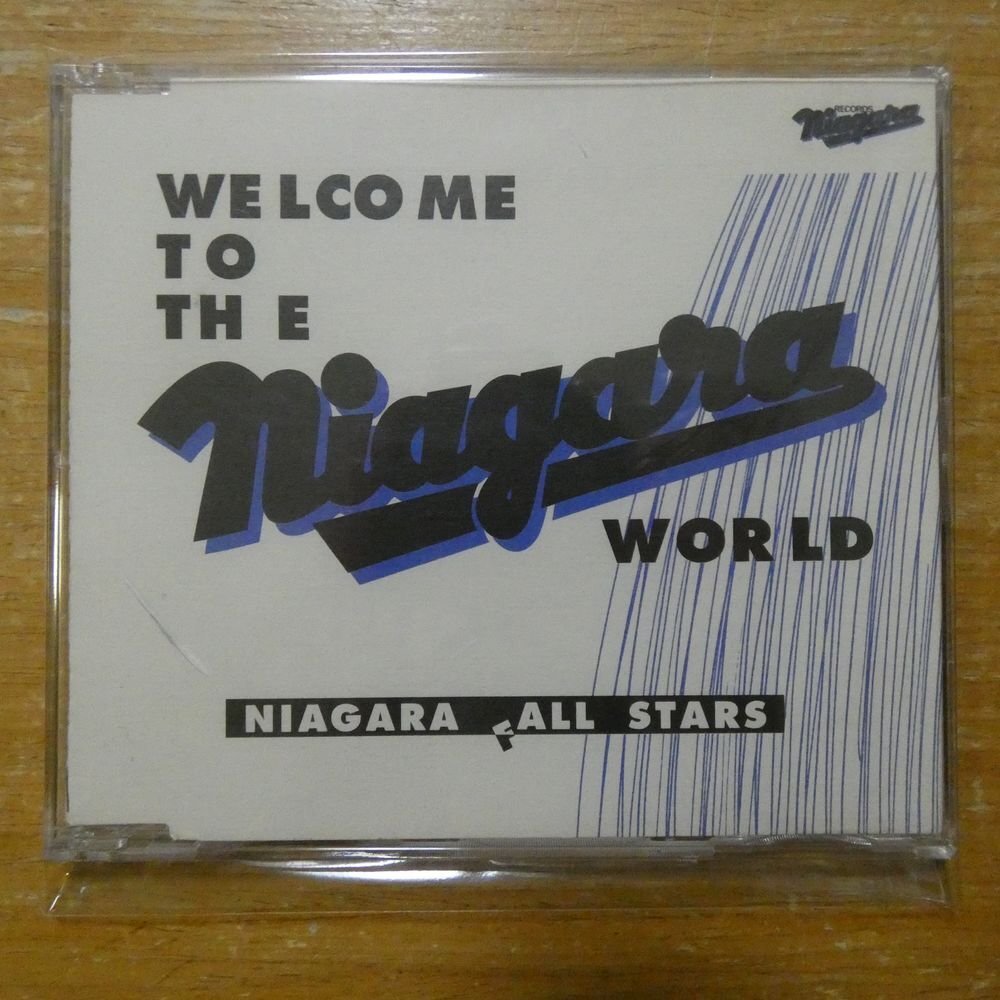 RECORDS
Niagara
WELCOME
TO
THE
Niagara
WORLD
NIAGARA FALL STARS